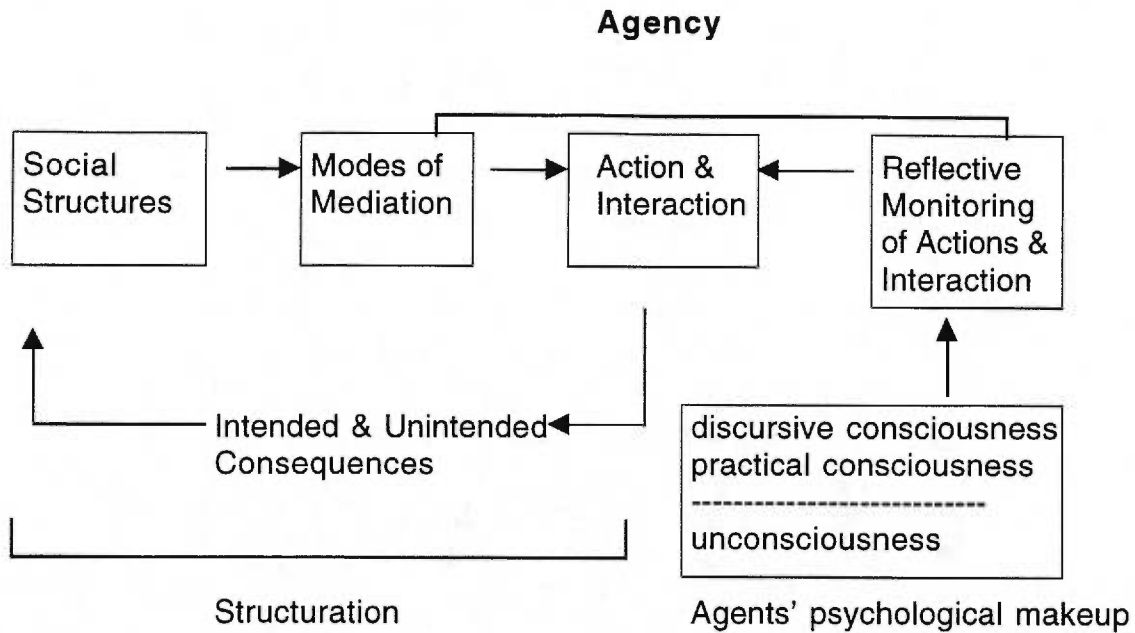 Agency
Social
Structures
Modes of
Mediation
Action &
Interaction
Reflective
Monitoring
of Actions &
Interaction
Intended & Unintended
Consequences
discursive consciousness
practical consciousness
-----------------------------
unconsciousness
Structuration
Agents' psychological makeup